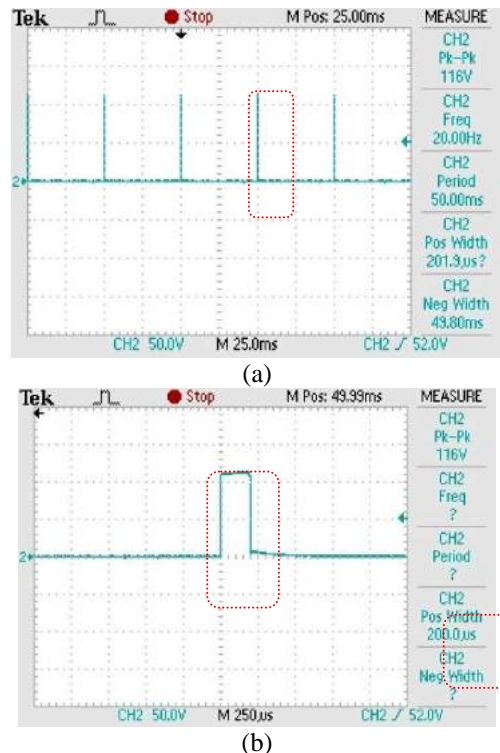 Tek Stop M Pos: 25.00ms MEASURE
CH2
Pk-Pk
116V
CH2
Freq
20.00Hz
CH2
Period
50.00ms
CH2
Pos Width
201.9µs?
CH2
Neg Width
49.80ms
2
CH2 50.0V M 25.0ms CH2 52.0V
(a)
Tek Stop M Pos: 49.99ms MEASURE
CH2
Pk-Pk
116V
CH2
Freq
?
CH2
Period
?
CH2
Pos Width
200.0µs
CH2
Neg Width
?
2
CH2 50.0V M 250µs CH2 52.0V
(b)